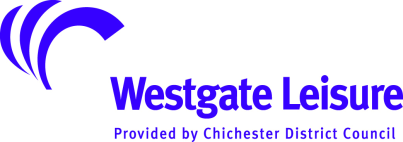 Westgate Leisure
Provided by Chichester District Council